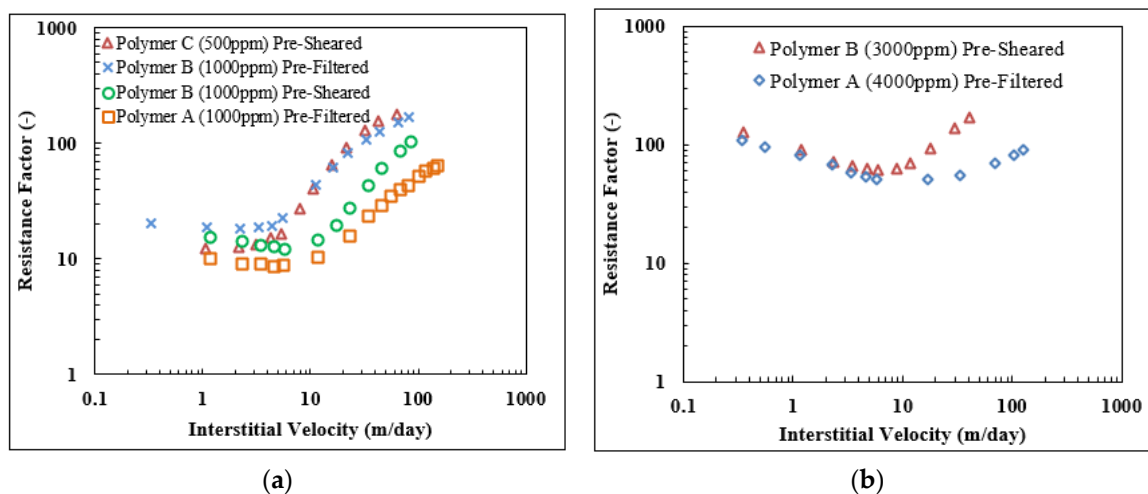 1000
100
10
1
Resistance Factor (-)
Polymer C (500ppm) Pre-Sheared
Polymer B (1000ppm) Pre-Filtered
Polymer B (1000ppm) Pre-Sheared
Polymer A (1000ppm) Pre-Filtered
0.1 1 10 100 1000
Interstitial Velocity (m/day)
(a)
1000
100
10
1
Resistance Factor (-)
Polymer B (3000ppm) Pre-Sheared
Polymer A (4000ppm) Pre-Filtered
0.1 1 10 100 1000
Interstitial Velocity (m/day)
(b)